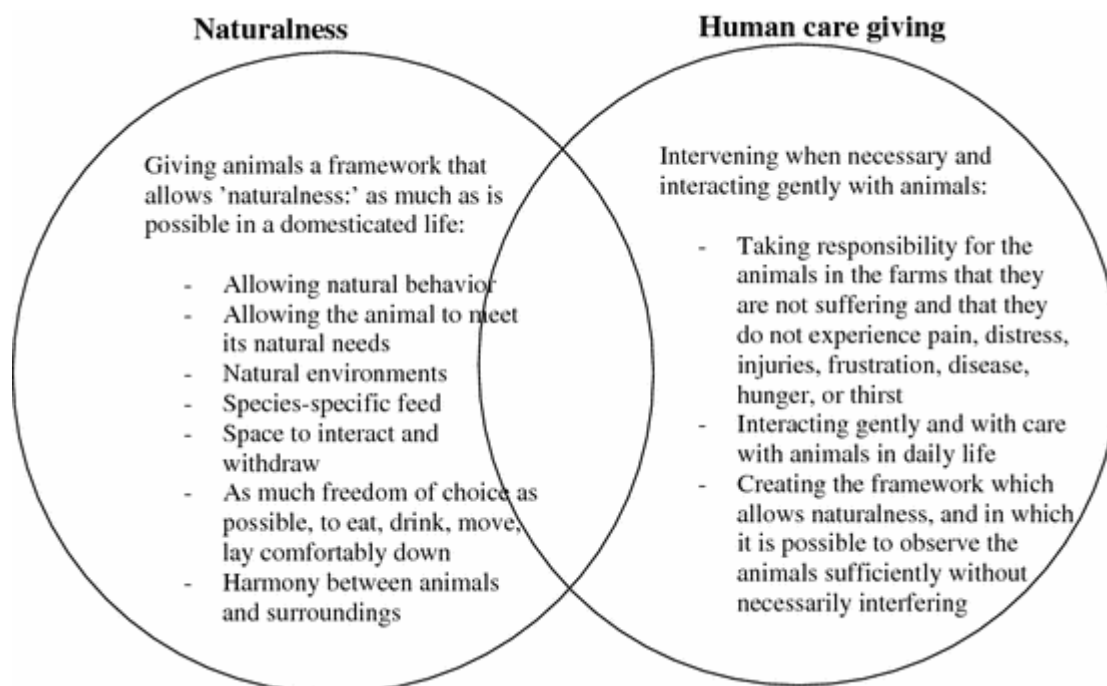 Naturalness
Giving animals a framework that
allows ’naturalness:’ as much as is
possible in a domesticated life:
- Allowing natural behavior
- Allowing the animal to meet
its natural needs
- Natural environments
- Species-specific feed
- Space to interact and
withdraw
- As much freedom of choice as
possible, to eat, drink, move,
lay comfortably down
- Harmony between animals
and surroundings
Human care giving
Intervening when necessary and
interacting gently with animals:
- Taking responsibility for the
animals in the farms that they
are not suffering and that they
do not experience pain, distress,
injuries, frustration, disease,
hunger, or thirst
- Interacting gently and with care
with animals in daily life
- Creating the framework which
allows naturalness, and in which
it is possible to observe the
animals sufficiently without
necessarily interfering